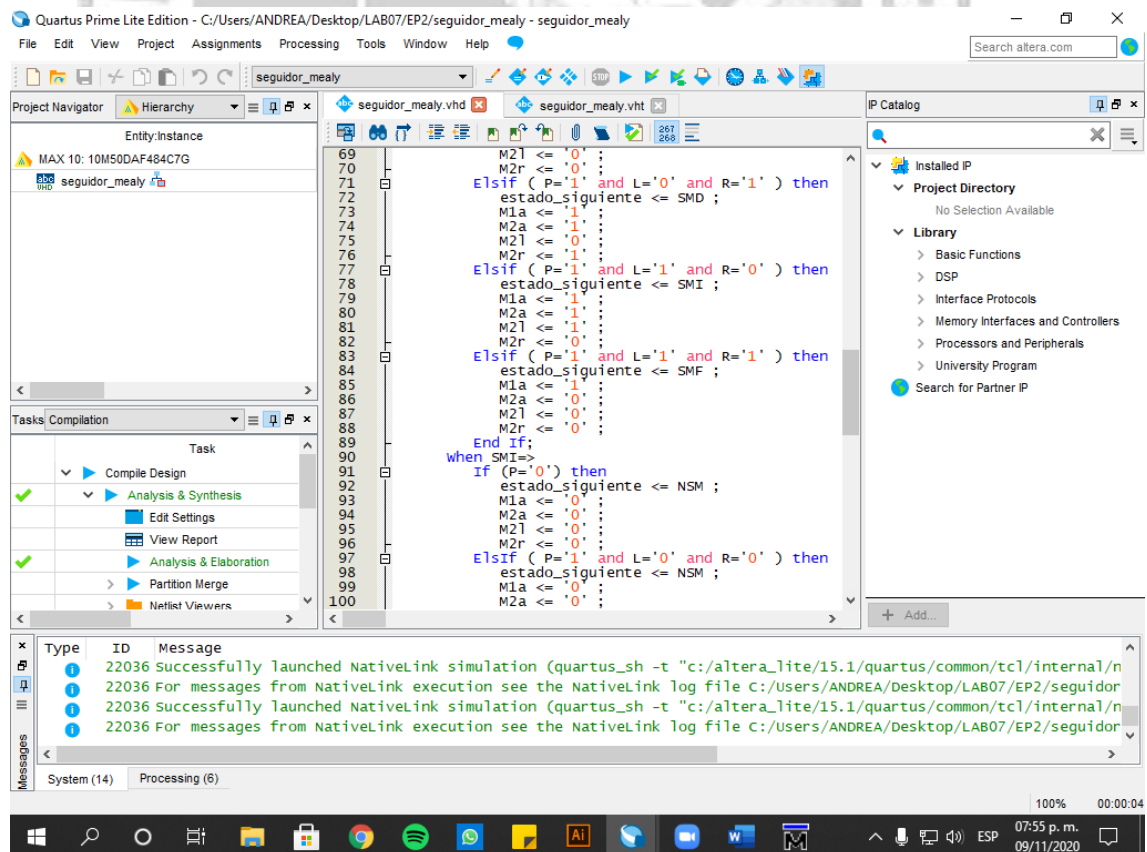 Quartus Prime Lite Edition - C:/Users/ANDREA/Desktop/LAB07/EP2/seguidor_mealy - seguidor_mealy
File Edit View Project Assignments Processing Tools Window Help
Search altera.com
seguidor_mealy
Project Navigator Hierarchy
Entity:Instance
MAX 10: 10M50DAF484C7G
seguidor_mealy
seguidor_mealy.vhd seguidor_mealy.vht
267
268
69 M2l <= '0' ;
70 M2r <= '0' ;
71 Elsif ( P='1' and L='0' and R='1' ) then
72 estado_siguiente <= SMD ;
73 M1a <= '1' ;
74 M2a <= '1' ;
75 M2l <= '0' ;
76 M2r <= '1' ;
77 Elsif ( P='1' and L='1' and R='0' ) then
78 estado_siguiente <= SMI ;
79 M1a <= '1' ;
80 M2a <= '1' ;
81 M2l <= '1' ;
82 M2r <= '0' ;
83 Elsif ( P='1' and L='1' and R='1' ) then
84 estado_siguiente <= SMF ;
85 M1a <= '1' ;
86 M2a <= '0' ;
87 M2l <= '0' ;
88 M2r <= '0' ;
89 End If;
90 When SMI=>
91 If (P='0') then
92 estado_siguiente <= NSM ;
93 M1a <= '0' ;
94 M2a <= '0' ;
95 M2l <= '0' ;
96 M2r <= '0' ;
97 ElsIf ( P='1' and L='0' and R='0' ) then
98 estado_siguiente <= NSM ;
99 M1a <= '0' ;
100 M2a <= '0' ;
IP Catalog
Installed IP
Project Directory
No Selection Available
Library
Basic Functions
DSP
Interface Protocols
Memory Interfaces and Controllers
Processors and Peripherals
University Program
Search for Partner IP
+ Add...
Tasks Compilation
Task
Compile Design
Analysis & Synthesis
Edit Settings
View Report
Analysis & Elaboration
Partition Merge
Netlist Viewers
Type ID Message
22036 Successfully launched NativeLink simulation (quartus_sh -t "c:/altera_lite/15.1/quartus/common/tcl/internal/n
22036 For messages from NativeLink execution see the NativeLink log file C:/Users/ANDREA/Desktop/LAB07/EP2/seguidor
22036 Successfully launched NativeLink simulation (quartus_sh -t "c:/altera_lite/15.1/quartus/common/tcl/internal/n
22036 For messages from NativeLink execution see the NativeLink log file C:/Users/ANDREA/Desktop/LAB07/EP2/seguidor
Messages
System (14) Processing (6)
100% 00:00:04
Ai
ESP
07:55 p. m.
09/11/2020